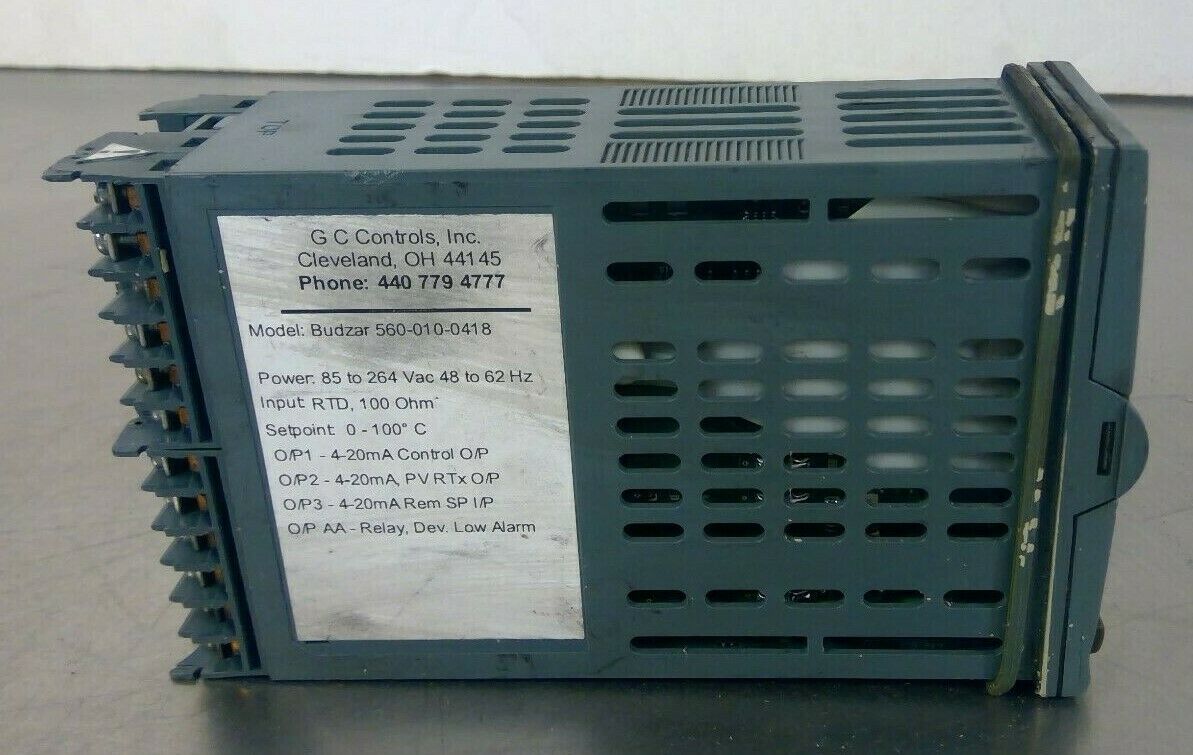 G C Controls, Inc.
Cleveland, OH 44145
Phone: 440 779 4777
Model: Budzar 560-010-0418
Power: 85 to 264 Vac 48 to 62 Hz
Input: RTD, 100 Ohm
Setpoint: 0 - 100° C
O/P1 - 4-20mA Control O/P
O/P2 - 4-20mA, PV RTx O/P
O/P3 - 4-20mA Rem SP I/P
O/P AA - Relay, Dev. Low Alarm